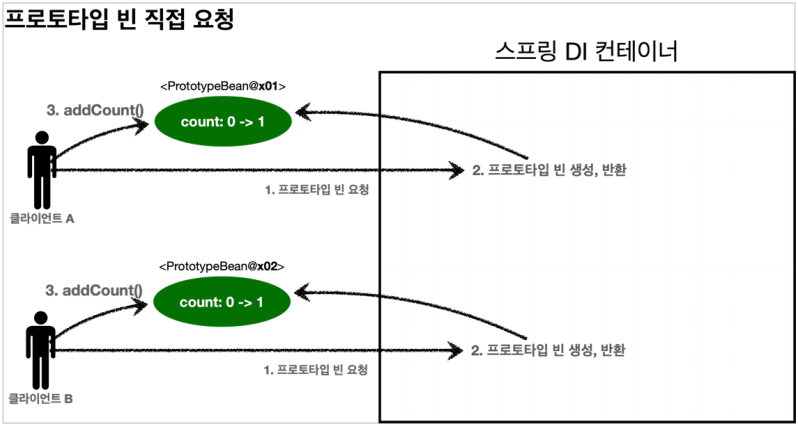 프로토타입 빈 직접 요청
스프링 DI 컨테이너
<PrototypeBean@x01>
3. addCount()
count: 0 -> 1
2. 프로토타입 빈 생성, 반환
1. 프로토타입 빈 요청
클라이언트 A
<PrototypeBean@x02>
3. addCount()
count: 0 -> 1
2. 프로토타입 빈 생성, 반환
1. 프로토타입 빈 요청
클라이언트 B